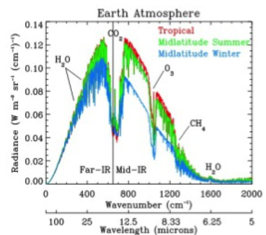 Earth Atmosphere
Tropical
Midlatitude Summer
Midlatitude Winter
CO2
H2O
O3
CH4
H2O
Far-IR
Mid-IR
Radiance (W m⁻² sr⁻¹ (cm⁻¹)⁻¹)
0.14
0.12
0.10
0.08
0.06
0.04
0.02
0.00
0 400 800 1200 1600 2000
Wavenumber (cm⁻¹)
100 25 12.5 8.33 6.25 5
Wavelength (microns)